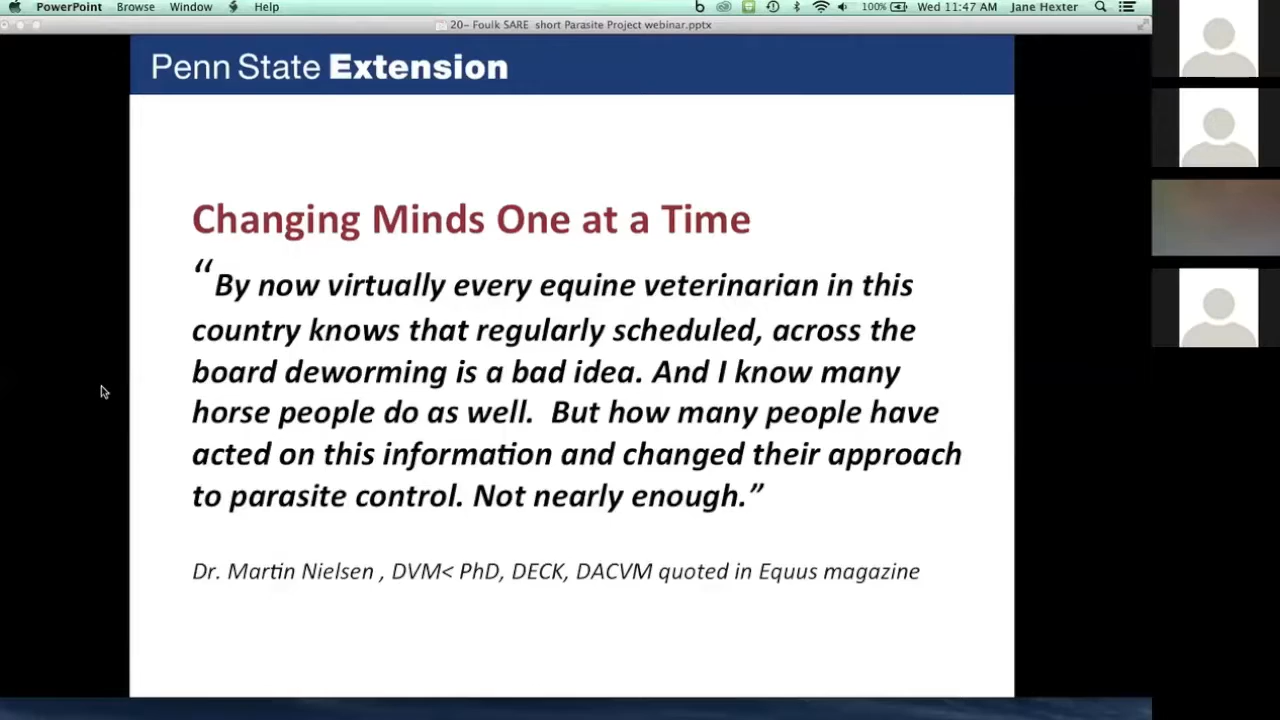 PowerPoint Browse Window Help 100% Wed 11:47 AM Jane Hexter
20- Foulk SARE short Parasite Project webinar.pptx
Penn State Extension
Changing Minds One at a Time
“By now virtually every equine veterinarian in this
country knows that regularly scheduled, across the
board deworming is a bad idea. And I know many
horse people do as well. But how many people have
acted on this information and changed their approach
to parasite control. Not nearly enough.”
Dr. Martin Nielsen , DVM< PhD, DECK, DACVM quoted in Equus magazine